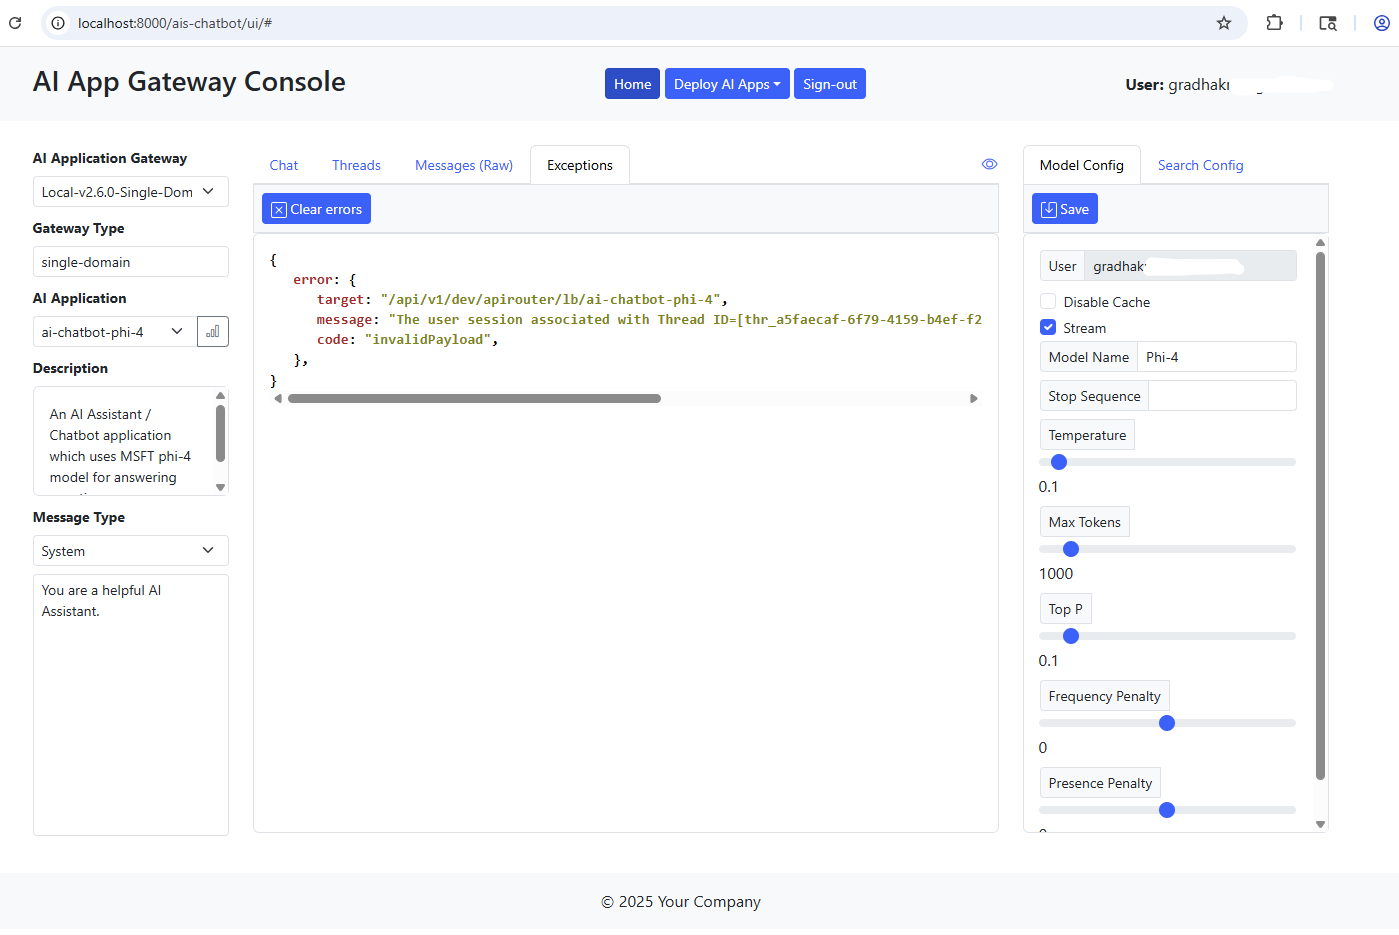 localhost:8000/ais-chatbot/ui/#
AI App Gateway Console
Home
Deploy AI Apps
Sign-out
User: gradhakr
AI Application Gateway
Local-v2.6.0-Single-Dom
Gateway Type
single-domain
AI Application
ai-chatbot-phi-4
Description
An AI Assistant /
Chatbot application
which uses MSFT phi-4
model for answering
Message Type
System
You are a helpful AI
Assistant.
Chat
Threads
Messages (Raw)
Exceptions
Clear errors
{
error: {
target: "/api/v1/dev/apirouter/lb/ai-chatbot-phi-4",
message: "The user session associated with Thread ID=[thr_a5faecaf-6f79-4159-b4ef-f2
code: "invalidPayload",
},
}
Model Config
Search Config
Save
User gradhak
Disable Cache
Stream
Model Name Phi-4
Stop Sequence
Temperature
0.1
Max Tokens
1000
Top P
0.1
Frequency Penalty
0
Presence Penalty
© 2025 Your Company